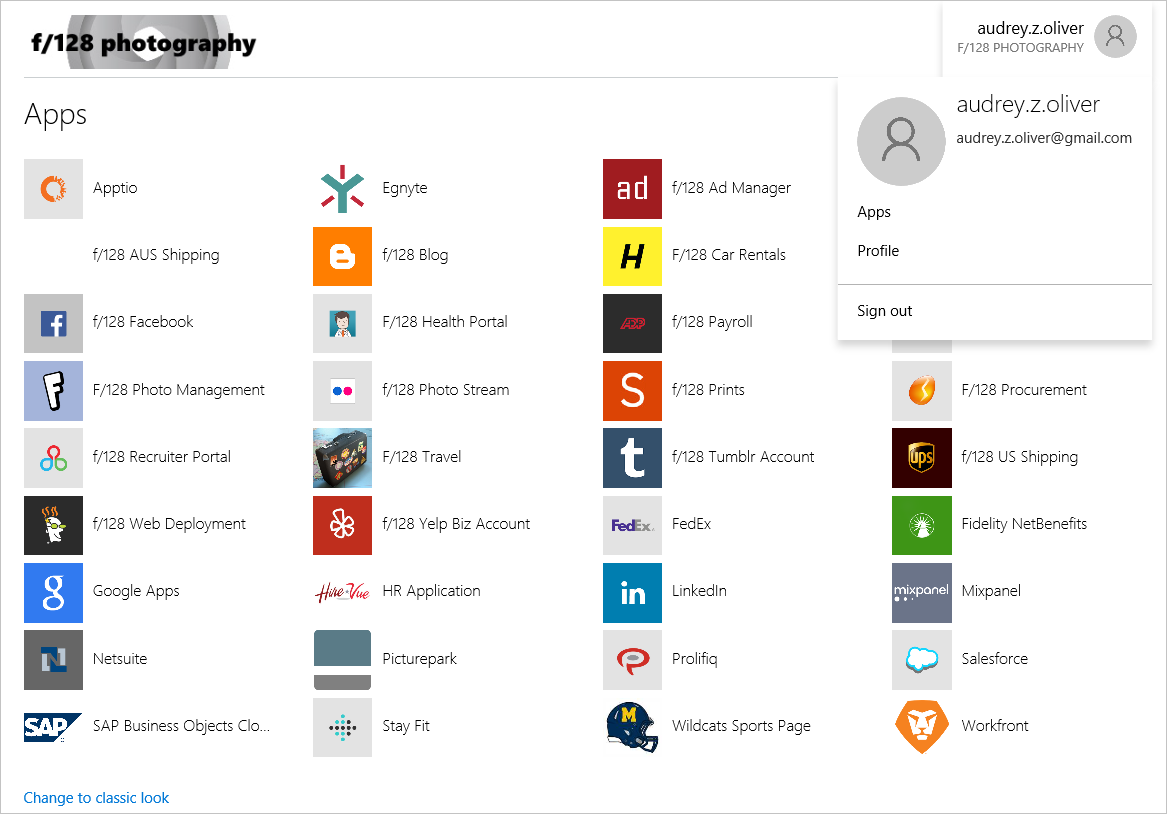 f/128 photography
audrey.z.oliver
F/128 PHOTOGRAPHY
audrey.z.oliver
audrey.z.oliver@gmail.com
Apps
Profile
Sign out
Apps
Apptio
Egnyte
ad
f/128 Ad Manager
f/128 AUS Shipping
f/128 Blog
H
F/128 Car Rentals
f
f/128 Facebook
F/128 Health Portal
ADP
f/128 Payroll
F
F/128 Photo Management
f/128 Photo Stream
S
f/128 Prints
F/128 Procurement
f/128 Recruiter Portal
F/128 Travel
t
f/128 Tumblr Account
ups
f/128 US Shipping
f/128 Web Deployment
f/128 Yelp Biz Account
FedEx
FedEx
Fidelity NetBenefits
g
Google Apps
HireVue
HR Application
in
LinkedIn
mixpanel
Mixpanel
N
Netsuite
Picturepark
Prolifiq
Salesforce
SAP
SAP Business Objects Clo...
Stay Fit
M
Wildcats Sports Page
Workfront
Change to classic look